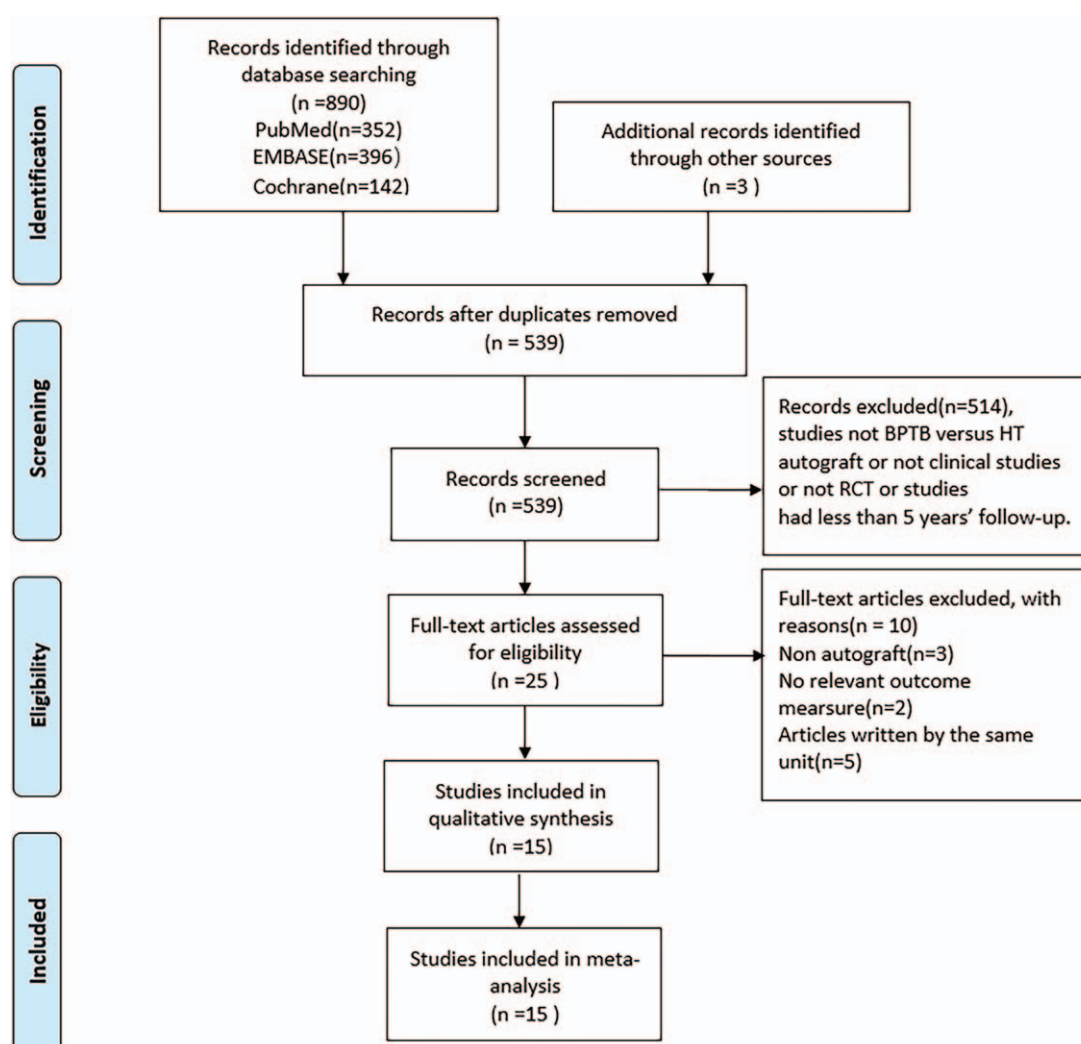 Identification
Records identified through
database searching
(n =890)
PubMed(n=352)
EMBASE(n=396)
Cochrane(n=142)
Additional records identified
through other sources
(n =3 )
Records after duplicates removed
(n = 539)
Screening
Records screened
(n =539)
Records excluded(n=514),
studies not BPTB versus HT
autograft or not clinical studies
or not RCT or studies
had less than 5 years’ follow-up.
Eligibility
Full-text articles assessed
for eligibility
(n =25 )
Full-text articles excluded, with
reasons(n = 10)
Non autograft(n=3)
No relevant outcome
mearsure(n=2)
Articles written by the same
unit(n=5)
Studies included in
qualitative synthesis
(n =15)
Included
Studies included in meta-
analysis
(n =15 )